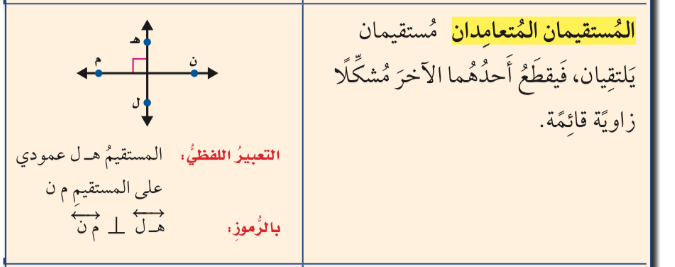 المُستقيمان المُتعامِدان مُستقيمان
يَلتقِيان، فَيقطَعُ أَحدُهُما الآخرَ مُشكِّلًا
زاويًة قائِمًة.
هـ
م
ن
ل
التعبيرُ اللفظيُّ: المستقيمُ هـ ل عمودي
على المستقيمِ م ن
بالرُّموزِ: هـ ل ⊥ م ن